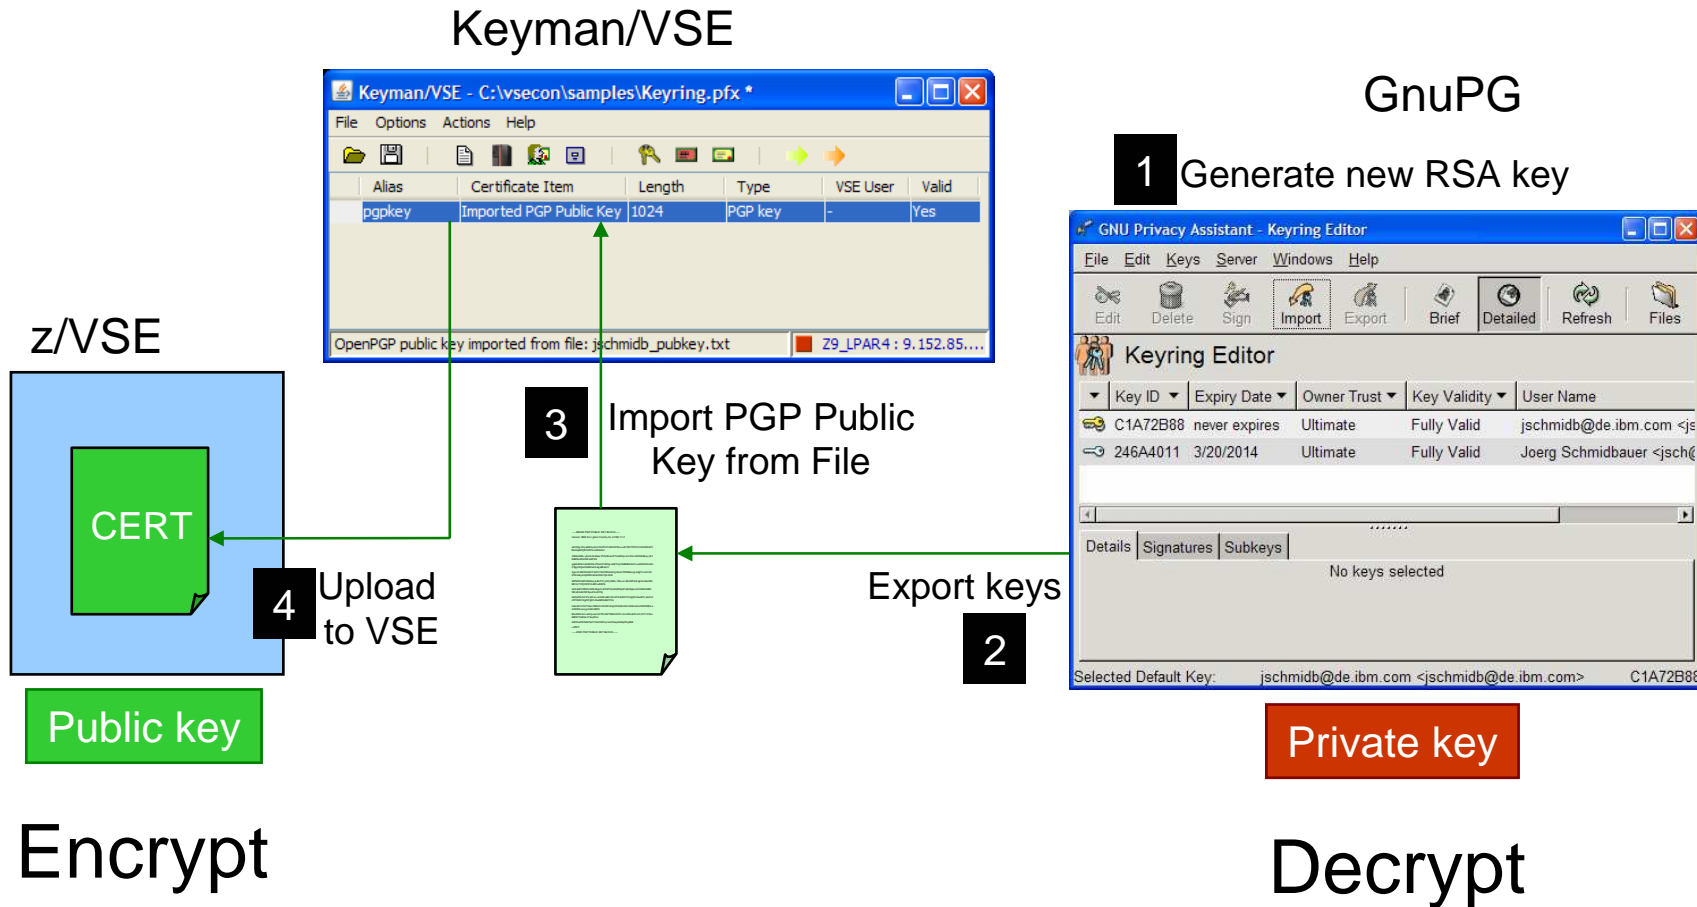 Keyman/VSE
Keyman/VSE - C:\vsecon\samples\Keyring.pfx *
File Options Actions Help
Alias Certificate Item Length Type VSE User Valid
pgpkey Imported PGP Public Key 1024 PGP key - Yes
OpenPGP public key imported from file: jschmidb_pubkey.txt Z9_LPAR4 : 9.152.85....
GnuPG
1 Generate new RSA key
GNU Privacy Assistant - Keyring Editor
File Edit Keys Server Windows Help
Edit Delete Sign Import Export Brief Detailed Refresh Files
Keyring Editor
Key ID Expiry Date Owner Trust Key Validity User Name
C1A72B88 never expires Ultimate Fully Valid jschmidb@de.ibm.com <js
246A4011 3/20/2014 Ultimate Fully Valid Joerg Schmidbauer <jsch@
Details Signatures Subkeys
No keys selected
Selected Default Key: jschmidb@de.ibm.com <jschmidb@de.ibm.com> C1A72B88
z/VSE
CERT
3 Import PGP Public
Key from File
Export keys
2
4 Upload
to VSE
Public key
Private key
Encrypt
Decrypt